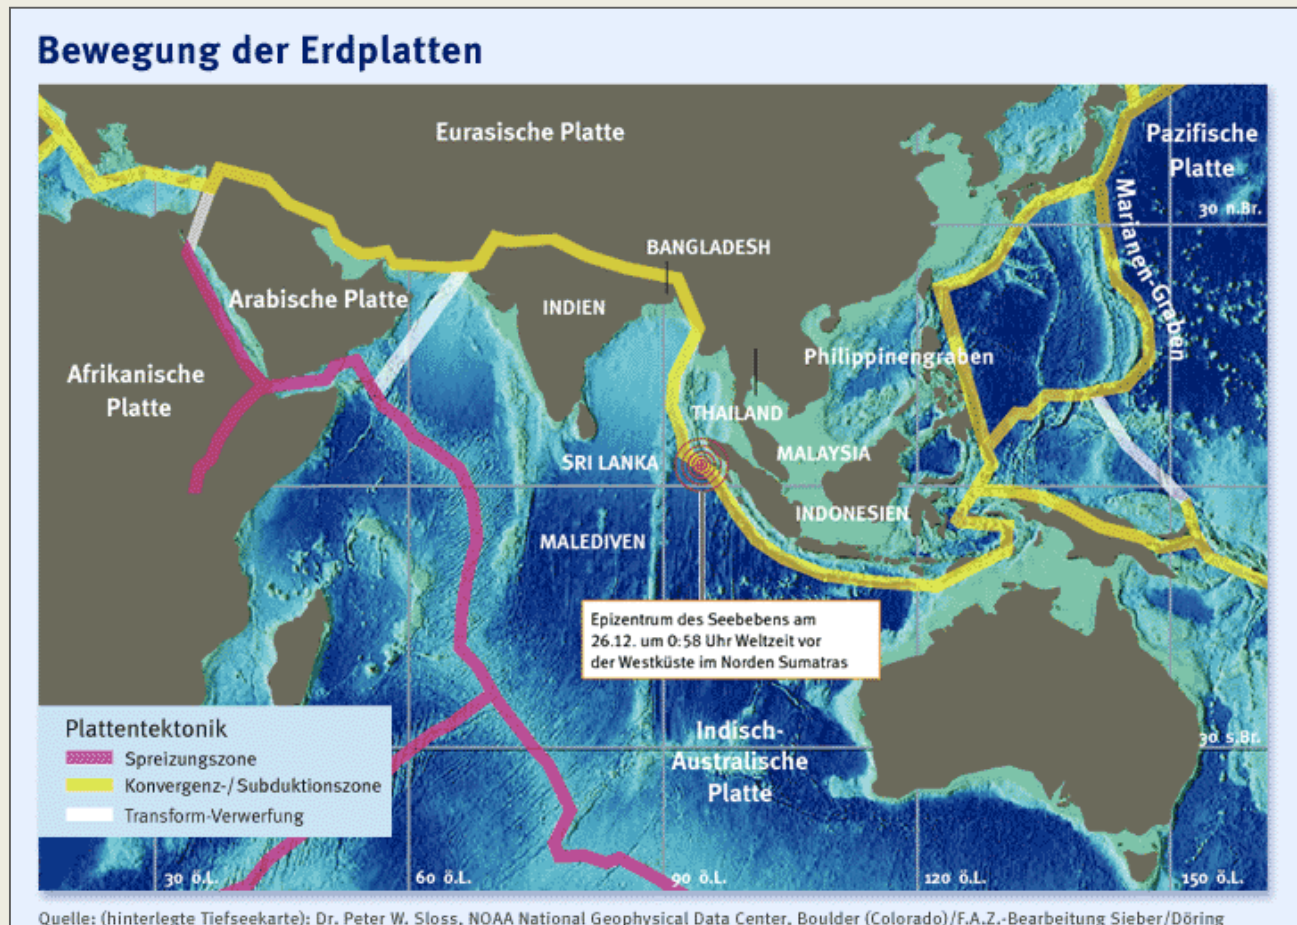 Bewegung der Erdplatten
Eurasische Platte
Pazifische
Platte
30 n.Br.
Marianen-Graben
BANGLADESH
Arabische Platte
INDIEN
Philippinengraben
Afrikanische
Platte
THAILAND
SRI LANKA
MALAYSIA
INDONESIEN
MALEDIVEN
Epizentrum des Seebebens am
26.12. um 0:58 Uhr Weltzeit vor
der Westküste im Norden Sumatras
Indisch-
Australische
Platte
30 s.Br.
Plattentektonik
Spreizungszone
Konvergenz-/Subduktionszone
Transform-Verwerfung
30 ö.L.
60 ö.L.
90 ö.L.
120 ö.L.
150 ö.L.
Quelle: (hinterlegte Tiefseekarte): Dr. Peter W. Sloss, NOAA National Geophysical Data Center, Boulder (Colorado)/F.A.Z.-Bearbeitung Sieber/Döring